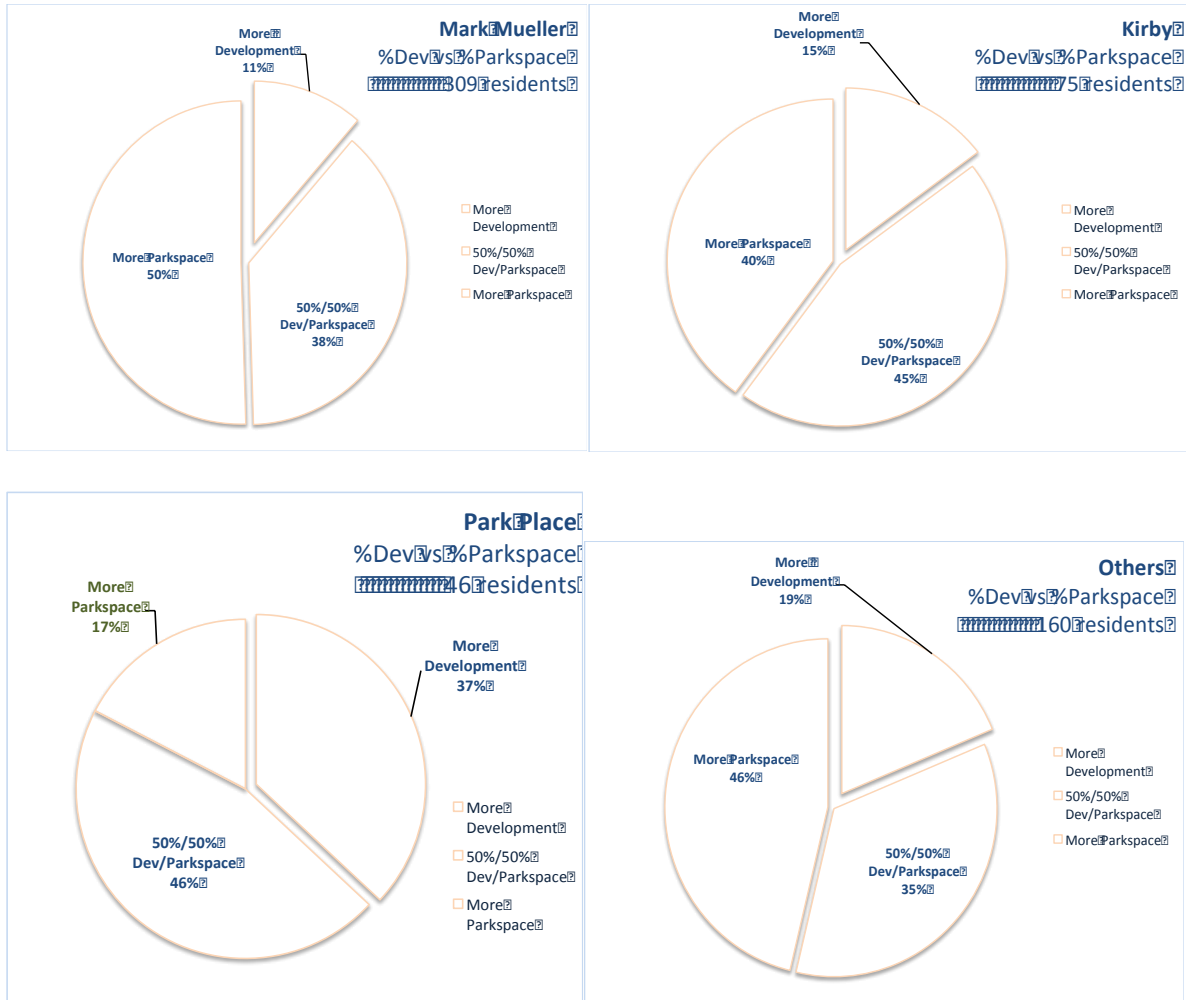 Mark Mueller
%Dev vs %Parkspace
309 residents
More
Development
11%
More Parkspace
50%
50%/50%
Dev/Parkspace
38%
More
Development
50%/50%
Dev/Parkspace
More Parkspace
Kirby
%Dev vs %Parkspace
75 residents
More
Development
15%
More Parkspace
40%
50%/50%
Dev/Parkspace
45%
More
Development
50%/50%
Dev/Parkspace
More Parkspace
Park Place
%Dev vs %Parkspace
46 residents
More
Parkspace
17%
More
Development
37%
50%/50%
Dev/Parkspace
46%
More
Development
50%/50%
Dev/Parkspace
More
Parkspace
Others
%Dev vs %Parkspace
160 residents
More
Development
19%
More Parkspace
46%
50%/50%
Dev/Parkspace
35%
More
Development
50%/50%
Dev/Parkspace
More Parkspace